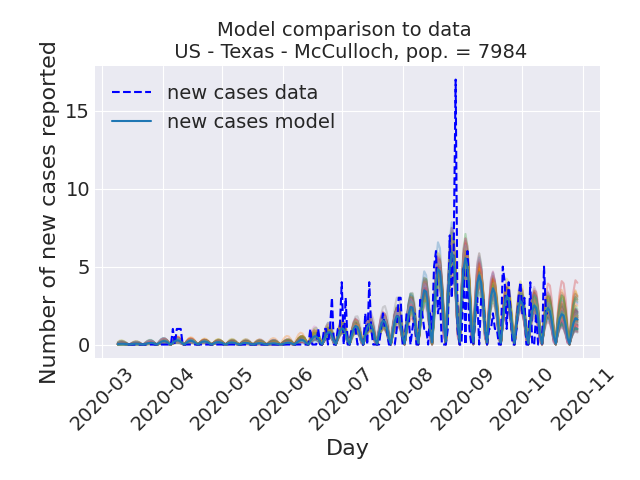 Model comparison to data
US - Texas - McCulloch, pop. = 7984
Number of new cases reported
new cases data
new cases model
15
10
5
0
2020-03
2020-04
2020-05
2020-06
2020-07
2020-08
2020-09
2020-10
2020-11
Day